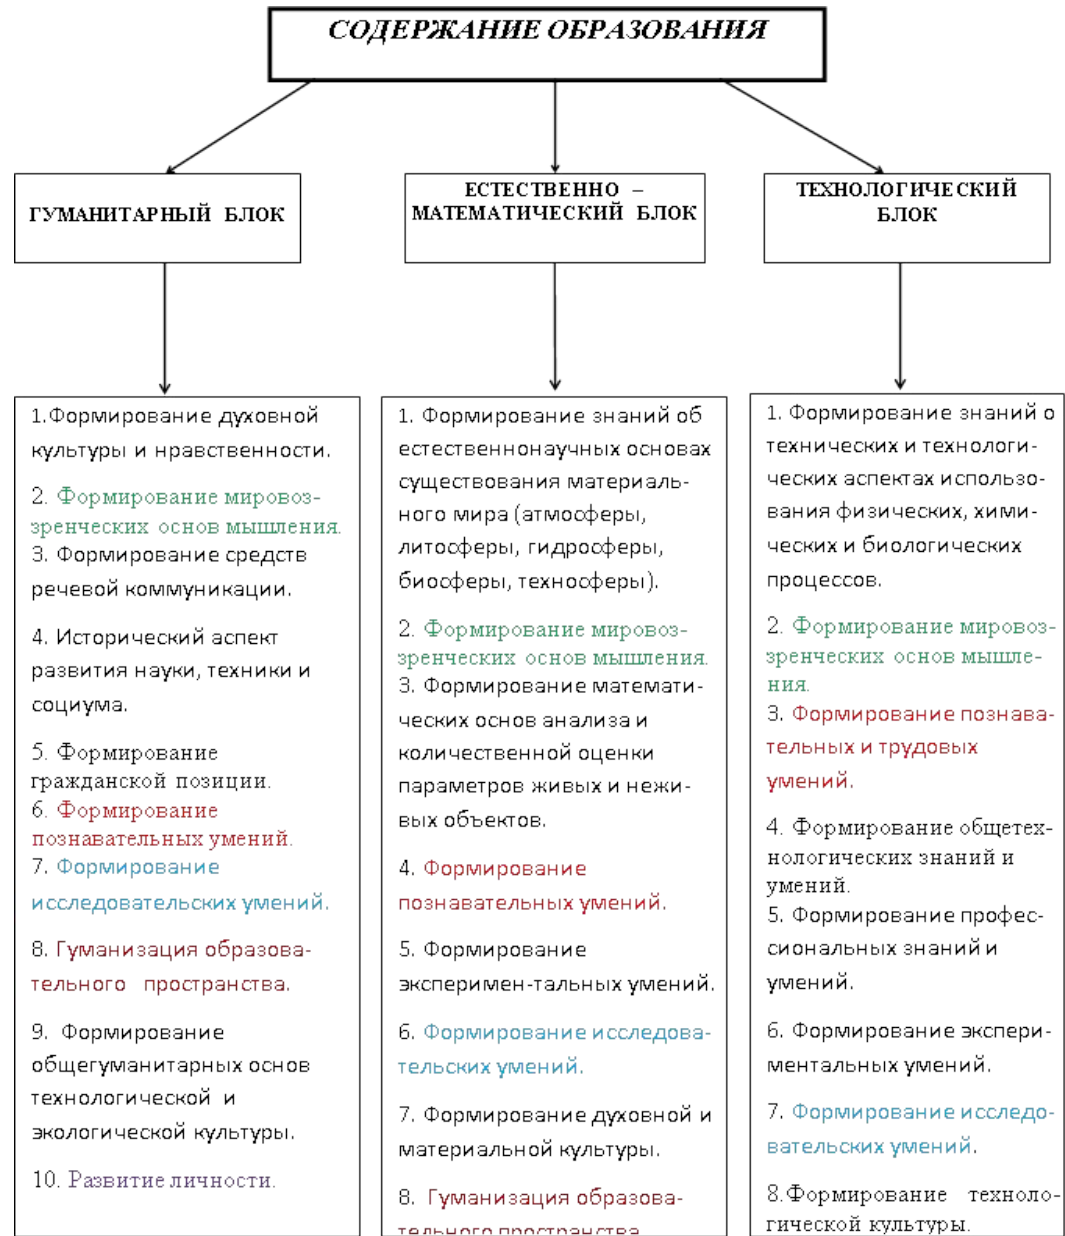 СОДЕРЖАНИЕ ОБРАЗОВАНИЯ
ГУМАНИТАРНЫЙ БЛОК
ЕСТЕСТВЕННО –
МАТЕМАТИЧЕСКИЙ БЛОК
ТЕХНОЛОГИЧЕСКИЙ
БЛОК
1.Формирование духовной
культуры и нравственности.
2. Формирование мировоз-
зренческих основ мышления.
3. Формирование средств
речевой коммуникации.
4. Исторический аспект
развития науки, техники и
социума.
5. Формирование
гражданской позиции.
6. Формирование
познавательных умений.
7. Формирование
исследовательских умений.
8. Гуманизация образова-
тельного пространства.
9. Формирование
общегуманитарных основ
технологической и
экологической культуры.
10. Развитие личности.
1. Формирование знаний об
естественнонаучных основах
существования материаль-
ного мира (атмосферы,
литосферы, гидросферы,
биосферы, техносферы).
2. Формирование мировоз-
зренческих основ мышления.
3. Формирование математи-
ческих основ анализа и
количественной оценки
параметров живых и нежи-
вых объектов.
4. Формирование
познавательных умений.
5. Формирование
эксперимен-тальных умений.
6. Формирование исследова-
тельских умений.
7. Формирование духовной и
материальной культуры.
8. Гуманизация образова-
тельного пространства
1. Формирование знаний о
технических и технологи-
ческих аспектах использо-
вания физических, хими-
ческих и биологических
процессов.
2. Формирование мировоз-
зренческих основ мышле-
ния.
3. Формирование познава-
тельных и трудовых
умений.
4. Формирование общетех-
нологических знаний и
умений.
5. Формирование профес-
сиональных знаний и
умений.
6. Формирование экспери-
ментальных умений.
7. Формирование исследо-
вательских умений.
8.Формирование техноло-
гической культуры.